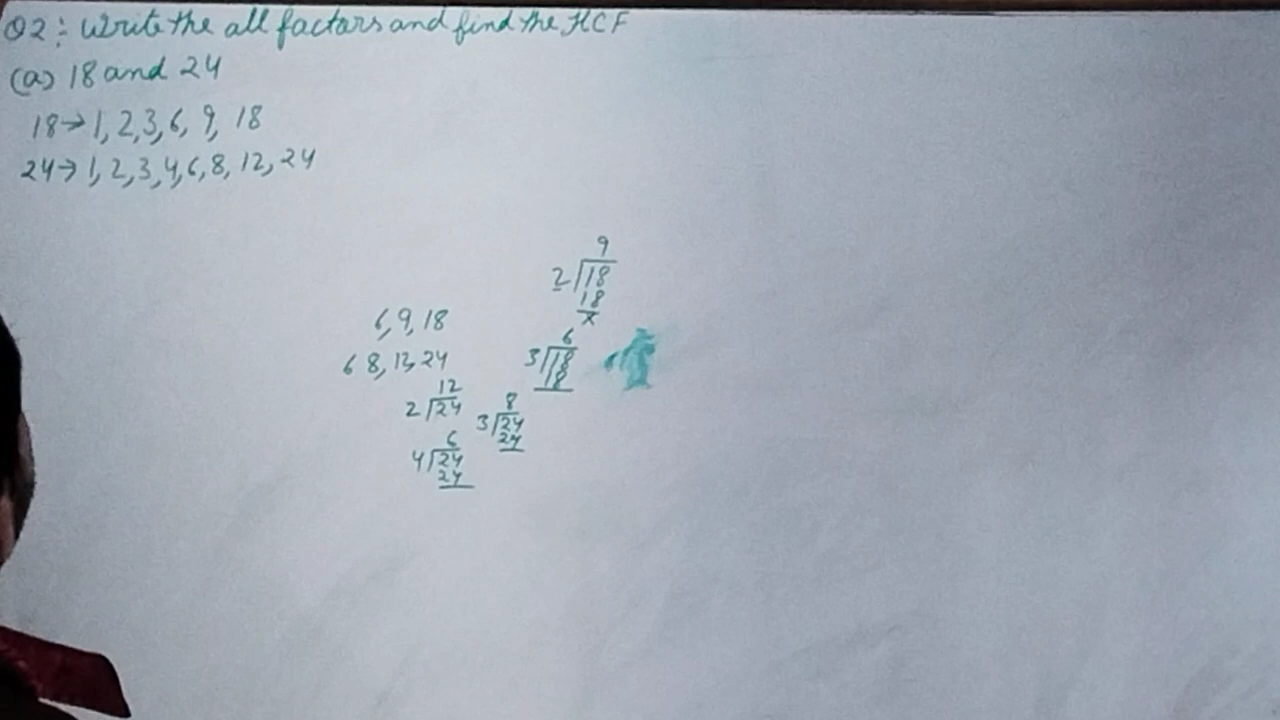 Q2:- Write the all factors and find the HCF
(a) 18 and 24
18→1, 2, 3, 6, 9, 18
24→1, 2, 3, 4, 6, 8, 12, 24
9
2)18
18
x
6, 9, 18
6 8, 12, 24
6
3)18
18
12
2)24
8
3)24
24
6
4)24
24